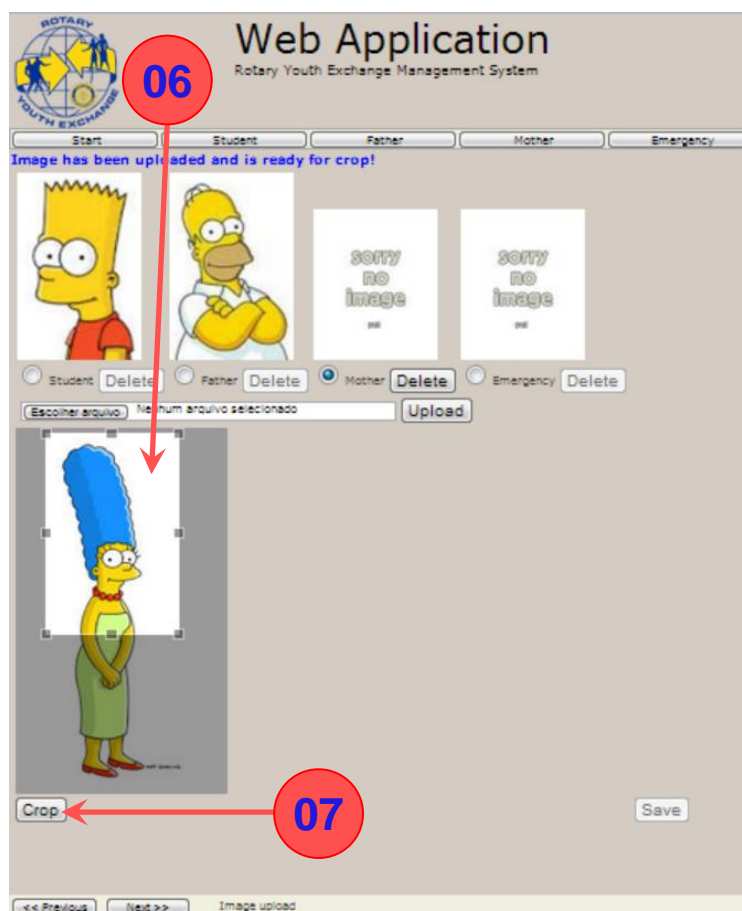 ROTARY
YOUTH EXCHANGE
Web Application
Rotary Youth Exchange Management System
06
Start Student Father Mother Emergency
Image has been uploaded and is ready for crop!
sorry no image
sorry no image
Student Delete Father Delete Mother Delete Emergency Delete
Escolher arquivo Nenhum arquivo selecionado Upload
Crop 07 Save
<< Previous Next >> Image upload